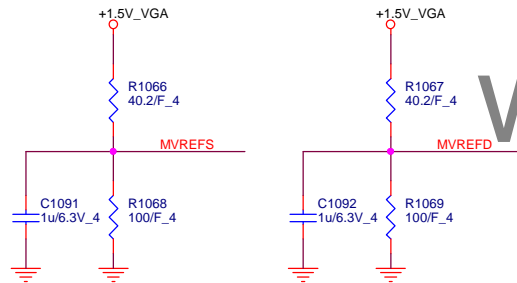 +1.5V_VGA
R1066
40.2/F_4
MVREFS
C1091
1u/6.3V_4
R1068
100/F_4
+1.5V_VGA
R1067
40.2/F_4
MVREFD
C1092
1u/6.3V_4
R1069
100/F_4